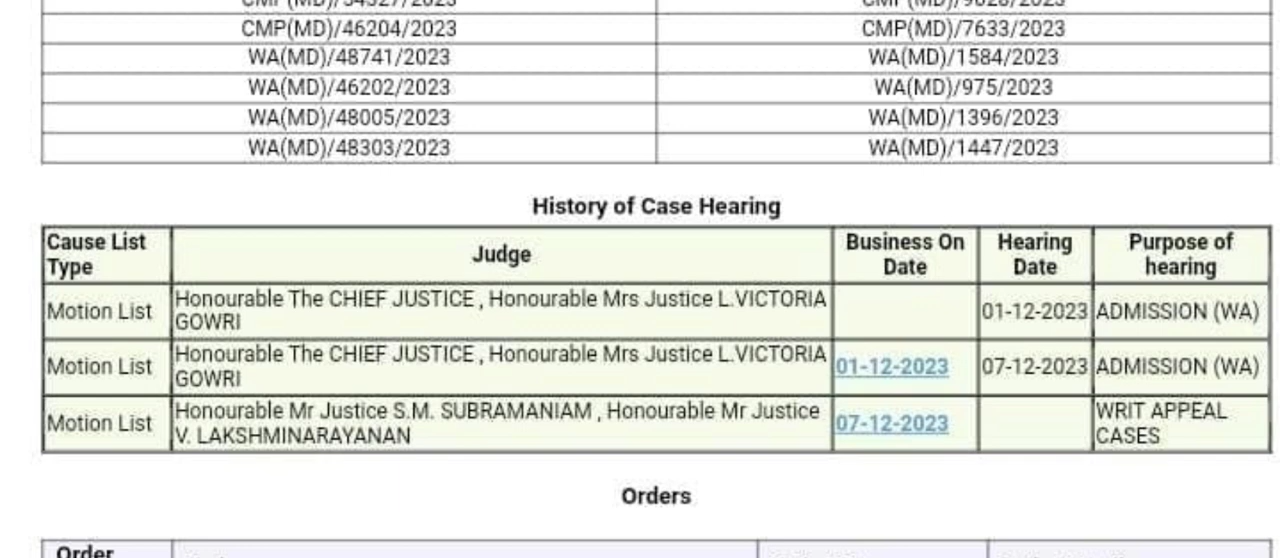 CMP(MD)/46204/2023 CMP(MD)/7633/2023
WA(MD)/48741/2023 WA(MD)/1584/2023
WA(MD)/46202/2023 WA(MD)/975/2023
WA(MD)/48005/2023 WA(MD)/1396/2023
WA(MD)/48303/2023 WA(MD)/1447/2023
History of Case Hearing
Cause List Type Judge Business On Date Hearing Date Purpose of hearing
Motion List Honourable The CHIEF JUSTICE , Honourable Mrs Justice L.VICTORIA GOWRI 01-12-2023 ADMISSION (WA)
Motion List Honourable The CHIEF JUSTICE , Honourable Mrs Justice L.VICTORIA GOWRI 01-12-2023 07-12-2023 ADMISSION (WA)
Motion List Honourable Mr Justice S.M. SUBRAMANIAM , Honourable Mr Justice V. LAKSHMINARAYANAN 07-12-2023 WRIT APPEAL CASES
Orders
Order